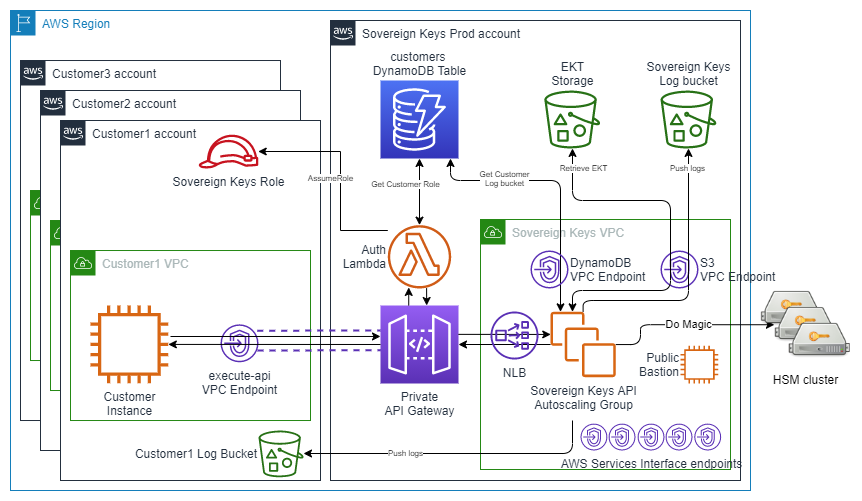 AWS Region
aws
Sovereign Keys Prod account
customers
DynamoDB Table
EKT
Storage
Sovereign Keys
Log bucket
aws
Customer3 account
aws
Customer2 account
aws
Customer1 account
Sovereign Keys Role
AssumeRole
Get Customer Role
Get Customer
Log bucket
Retrieve EKT
Push logs
Auth
Lambda
Sovereign Keys VPC
DynamoDB
VPC Endpoint
S3
VPC Endpoint
Customer1 VPC
</>
execute-api
VPC Endpoint
Customer
Instance
Private
API Gateway
NLB
Do Magic
Public
Bastion
HSM cluster
Sovereign Keys API
Autoscaling Group
Customer1 Log Bucket
Push logs
AWS Services Interface endpoints